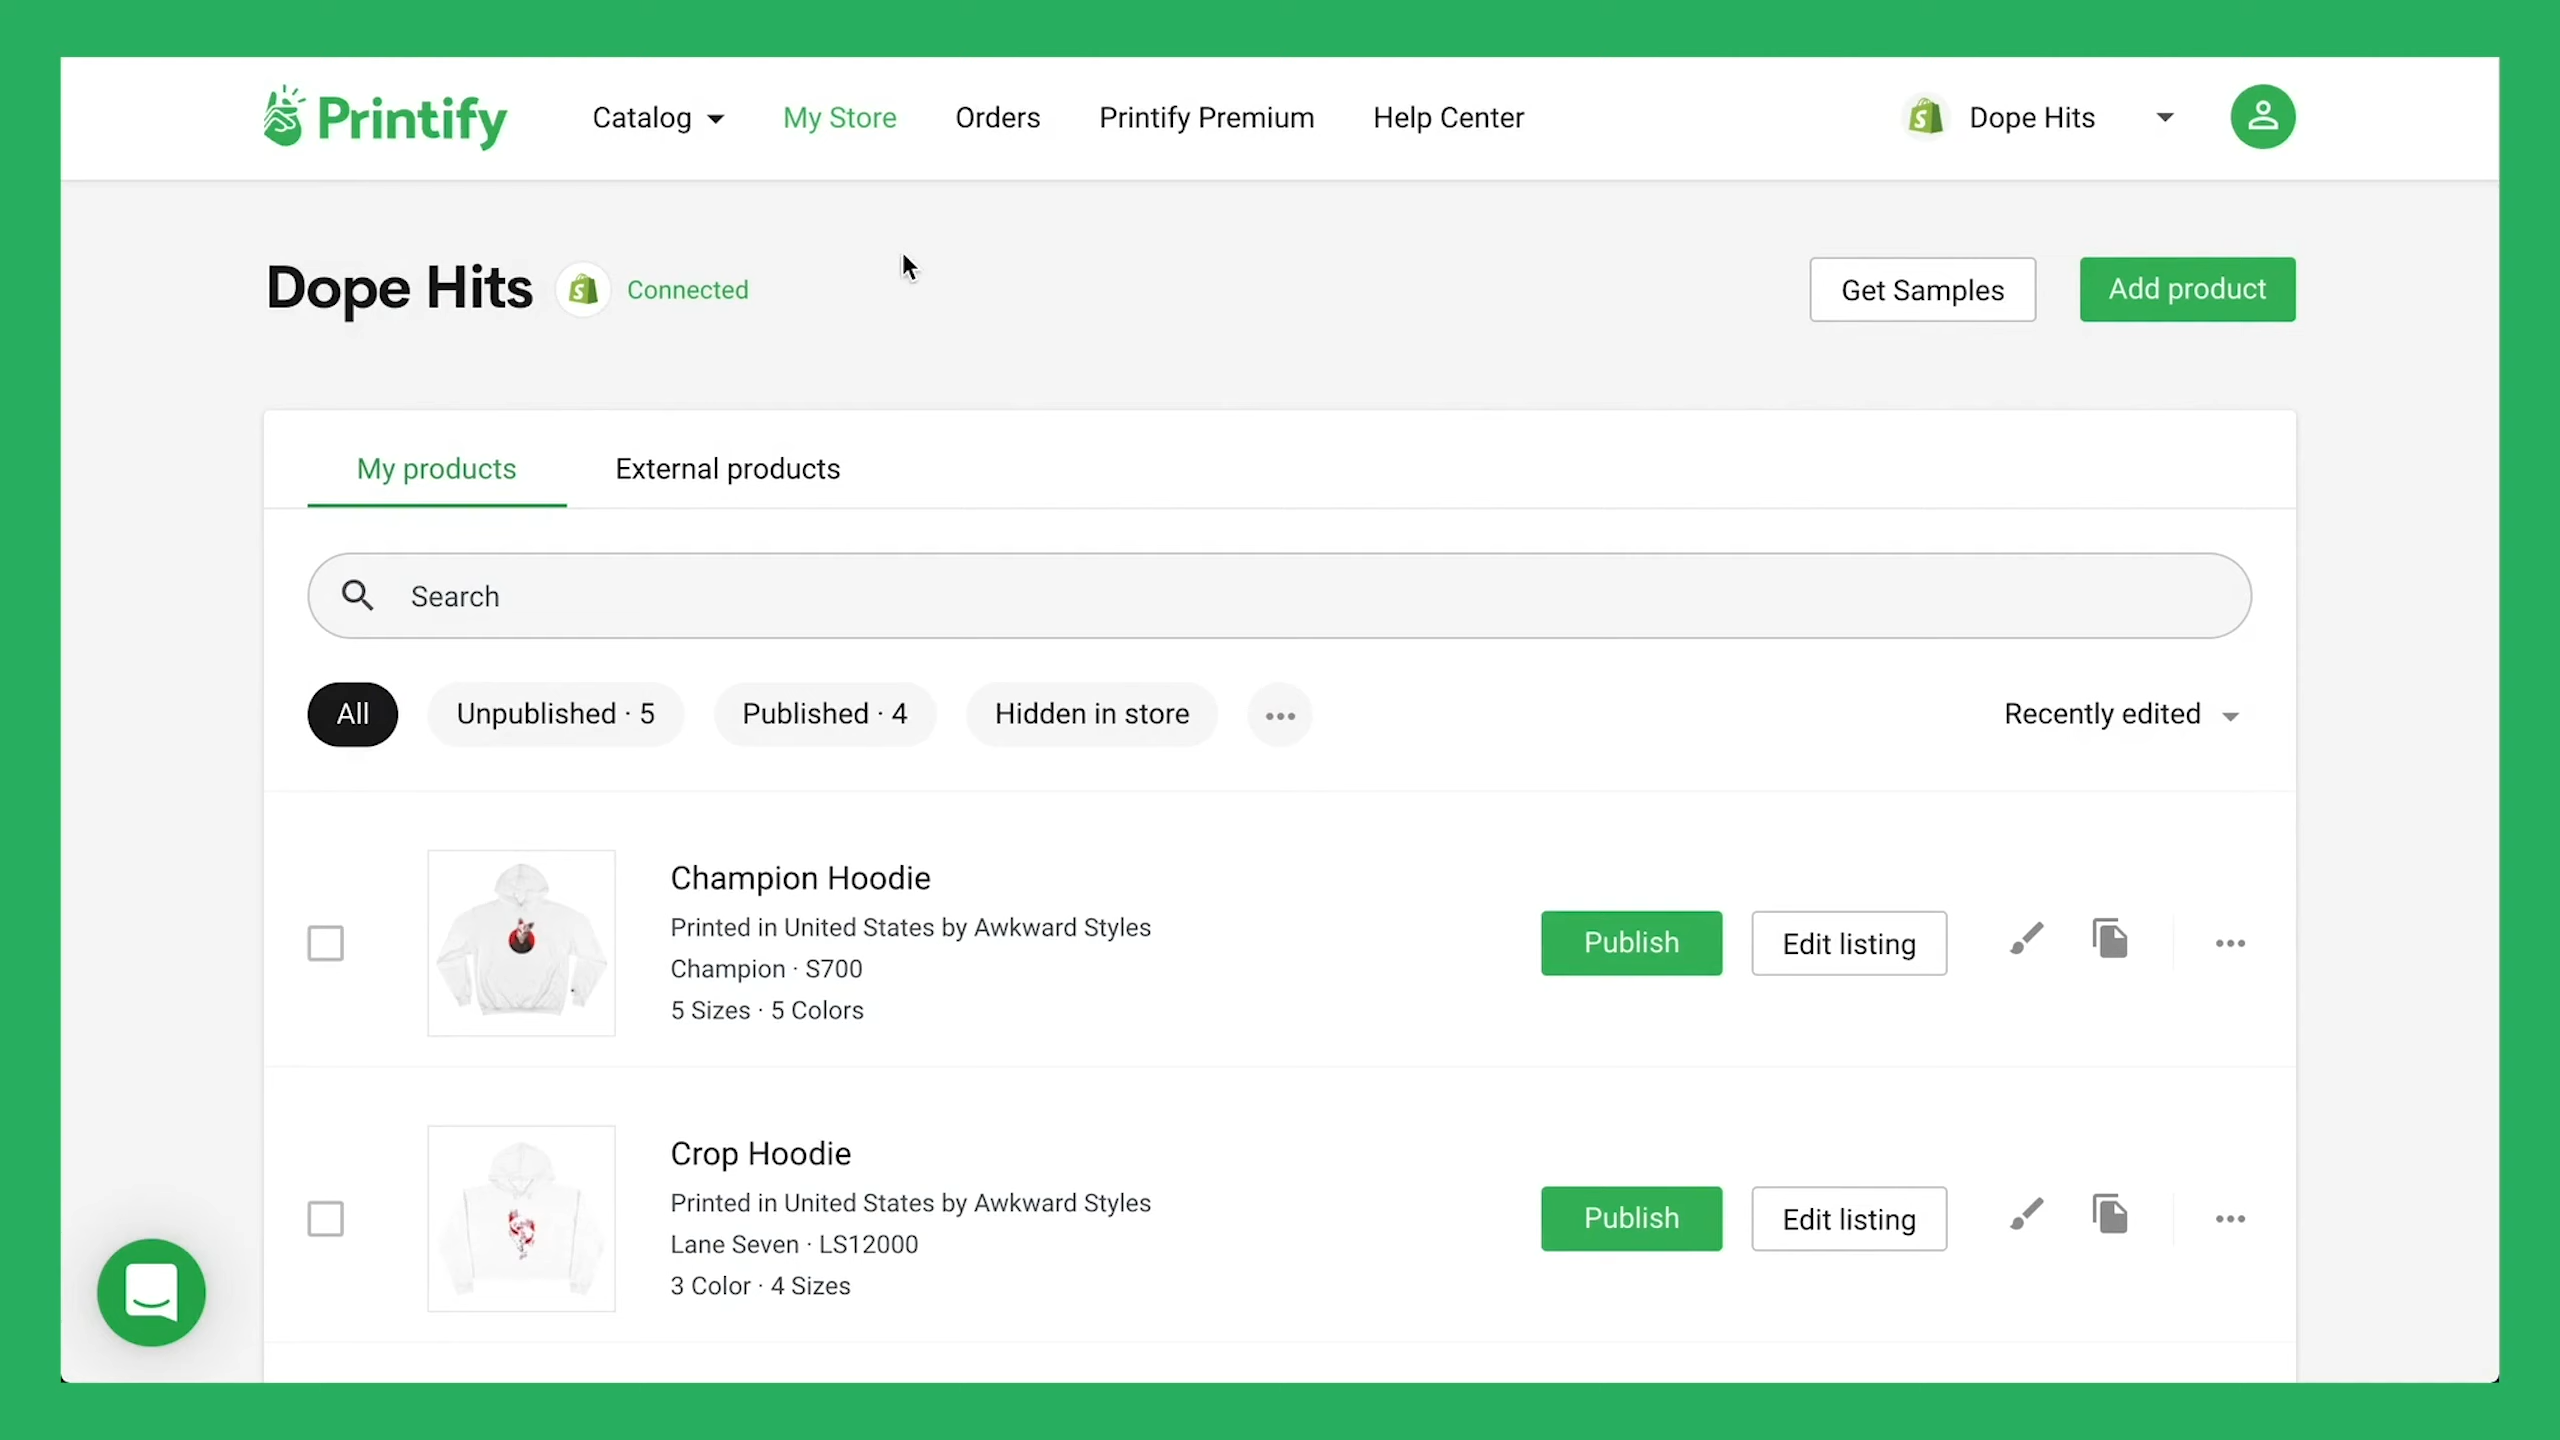 Printify Catalog My Store Orders Printify Premium Help Center Dope Hits
Dope Hits Connected Get Samples Add product
My products External products
Search
All Unpublished · 5 Published · 4 Hidden in store Recently edited
Champion Hoodie
Printed in United States by Awkward Styles
Champion · S700
5 Sizes · 5 Colors
Publish Edit listing
Crop Hoodie
Printed in United States by Awkward Styles
Lane Seven · LS12000
3 Color · 4 Sizes
Publish Edit listing